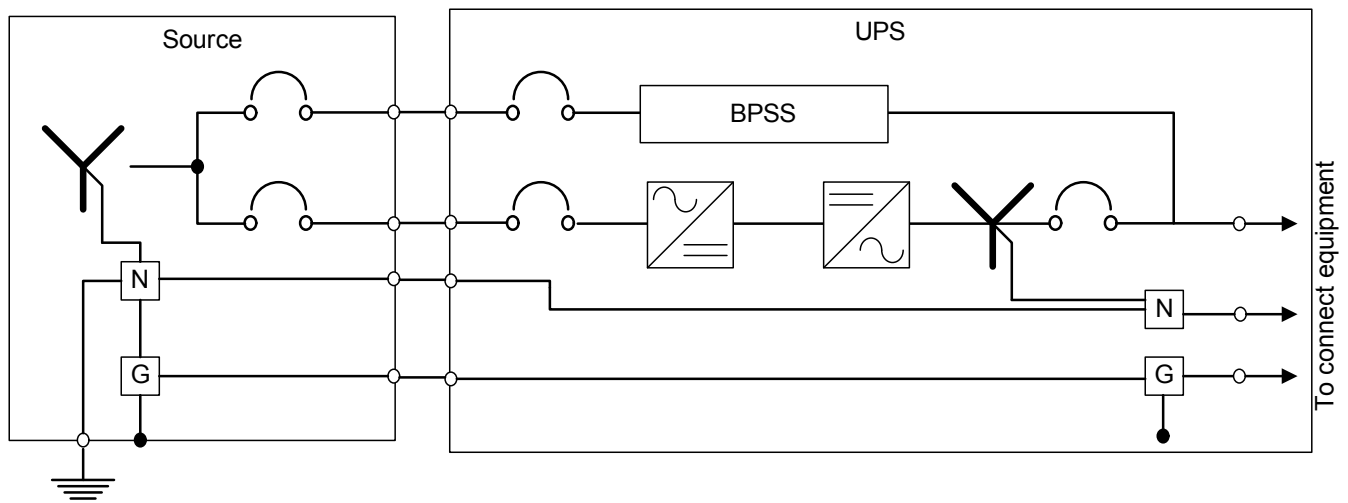 Source
UPS
BPSS
N
N
G
G
To connect equipment